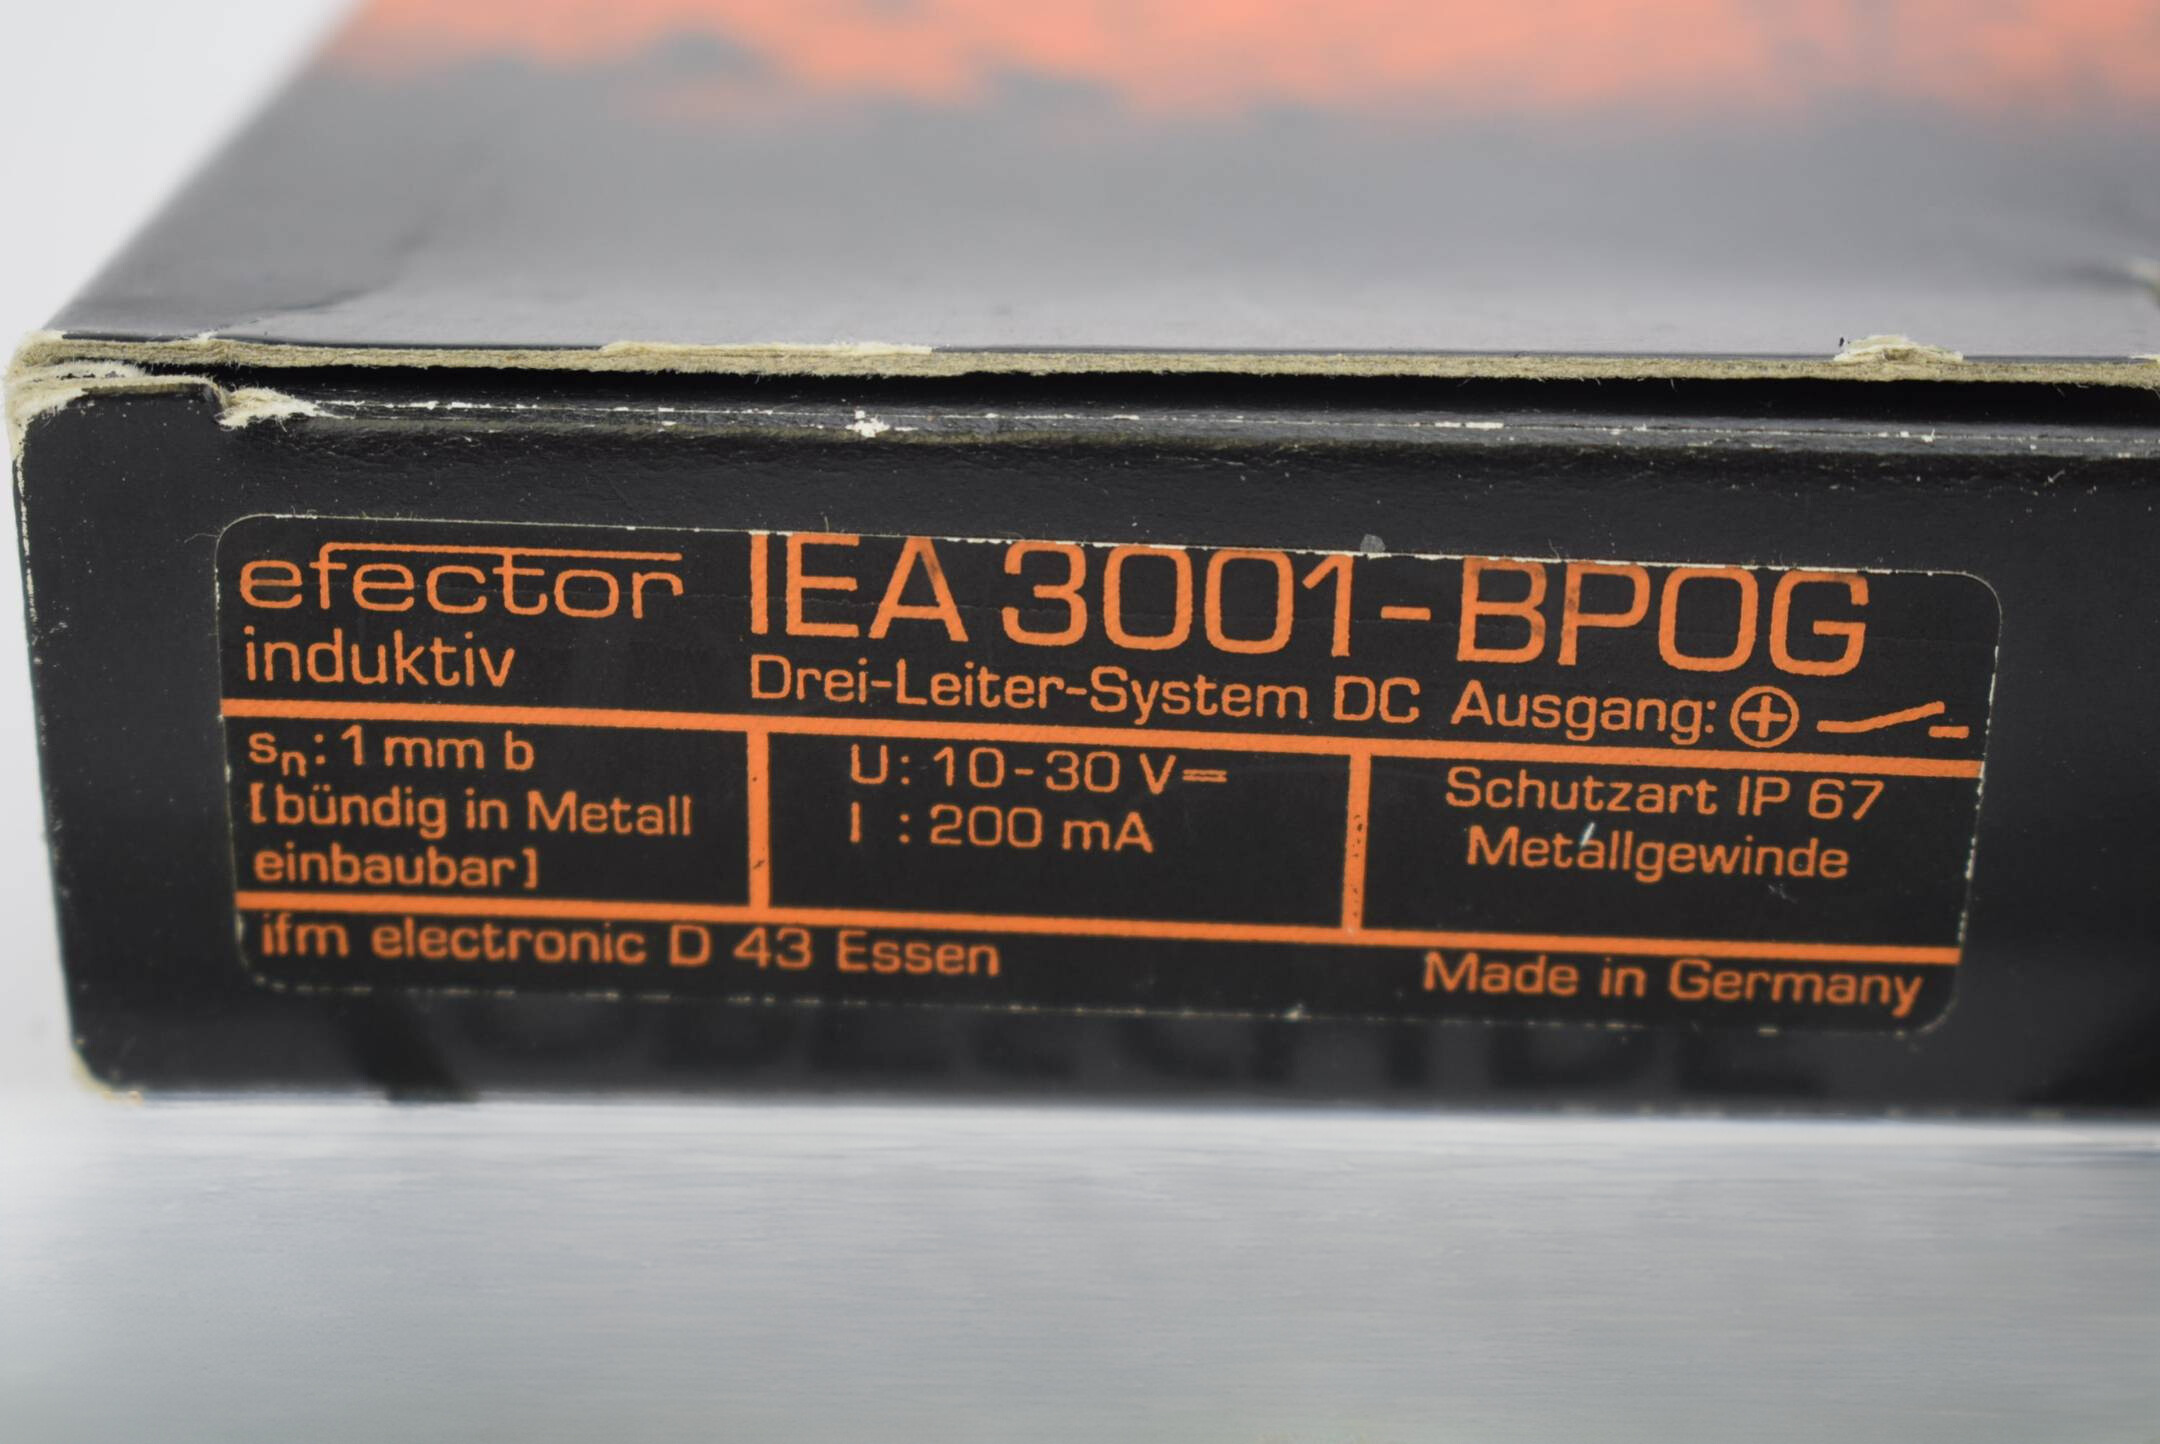 efector IEA 3001-BPOG
induktiv Drei-Leiter-System DC Ausgang: ⊕
sn: 1 mm b
[bündig in Metall
einbaubar]
U: 10-30 V⎓
I : 200 mA
Schutzart IP 67
Metallgewinde
ifm electronic D 43 Essen
Made in Germany